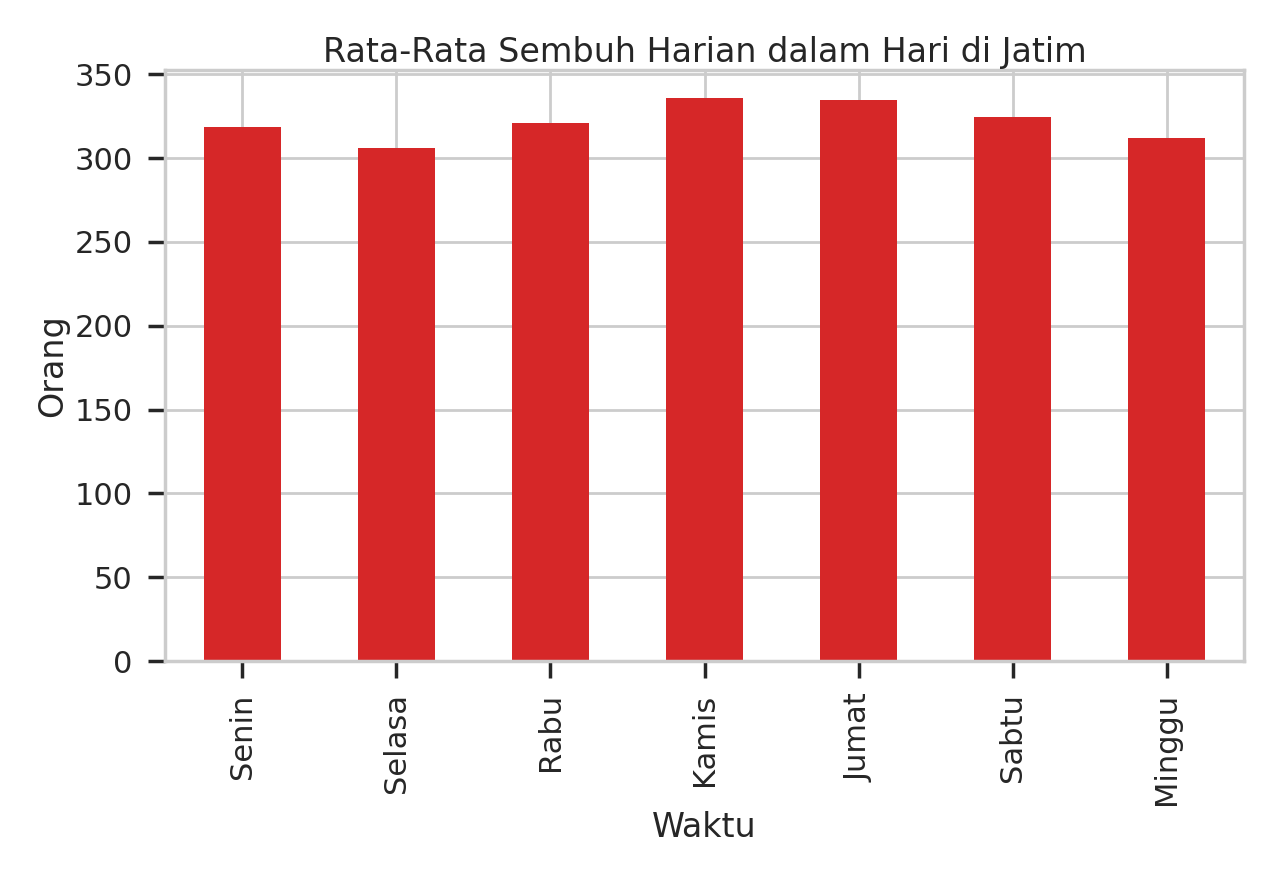 Rata-Rata Sembuh Harian dalam Hari di Jatim
Orang
350
300
250
200
150
100
50
0
Senin
Selasa
Rabu
Kamis
Jumat
Sabtu
Minggu
Waktu